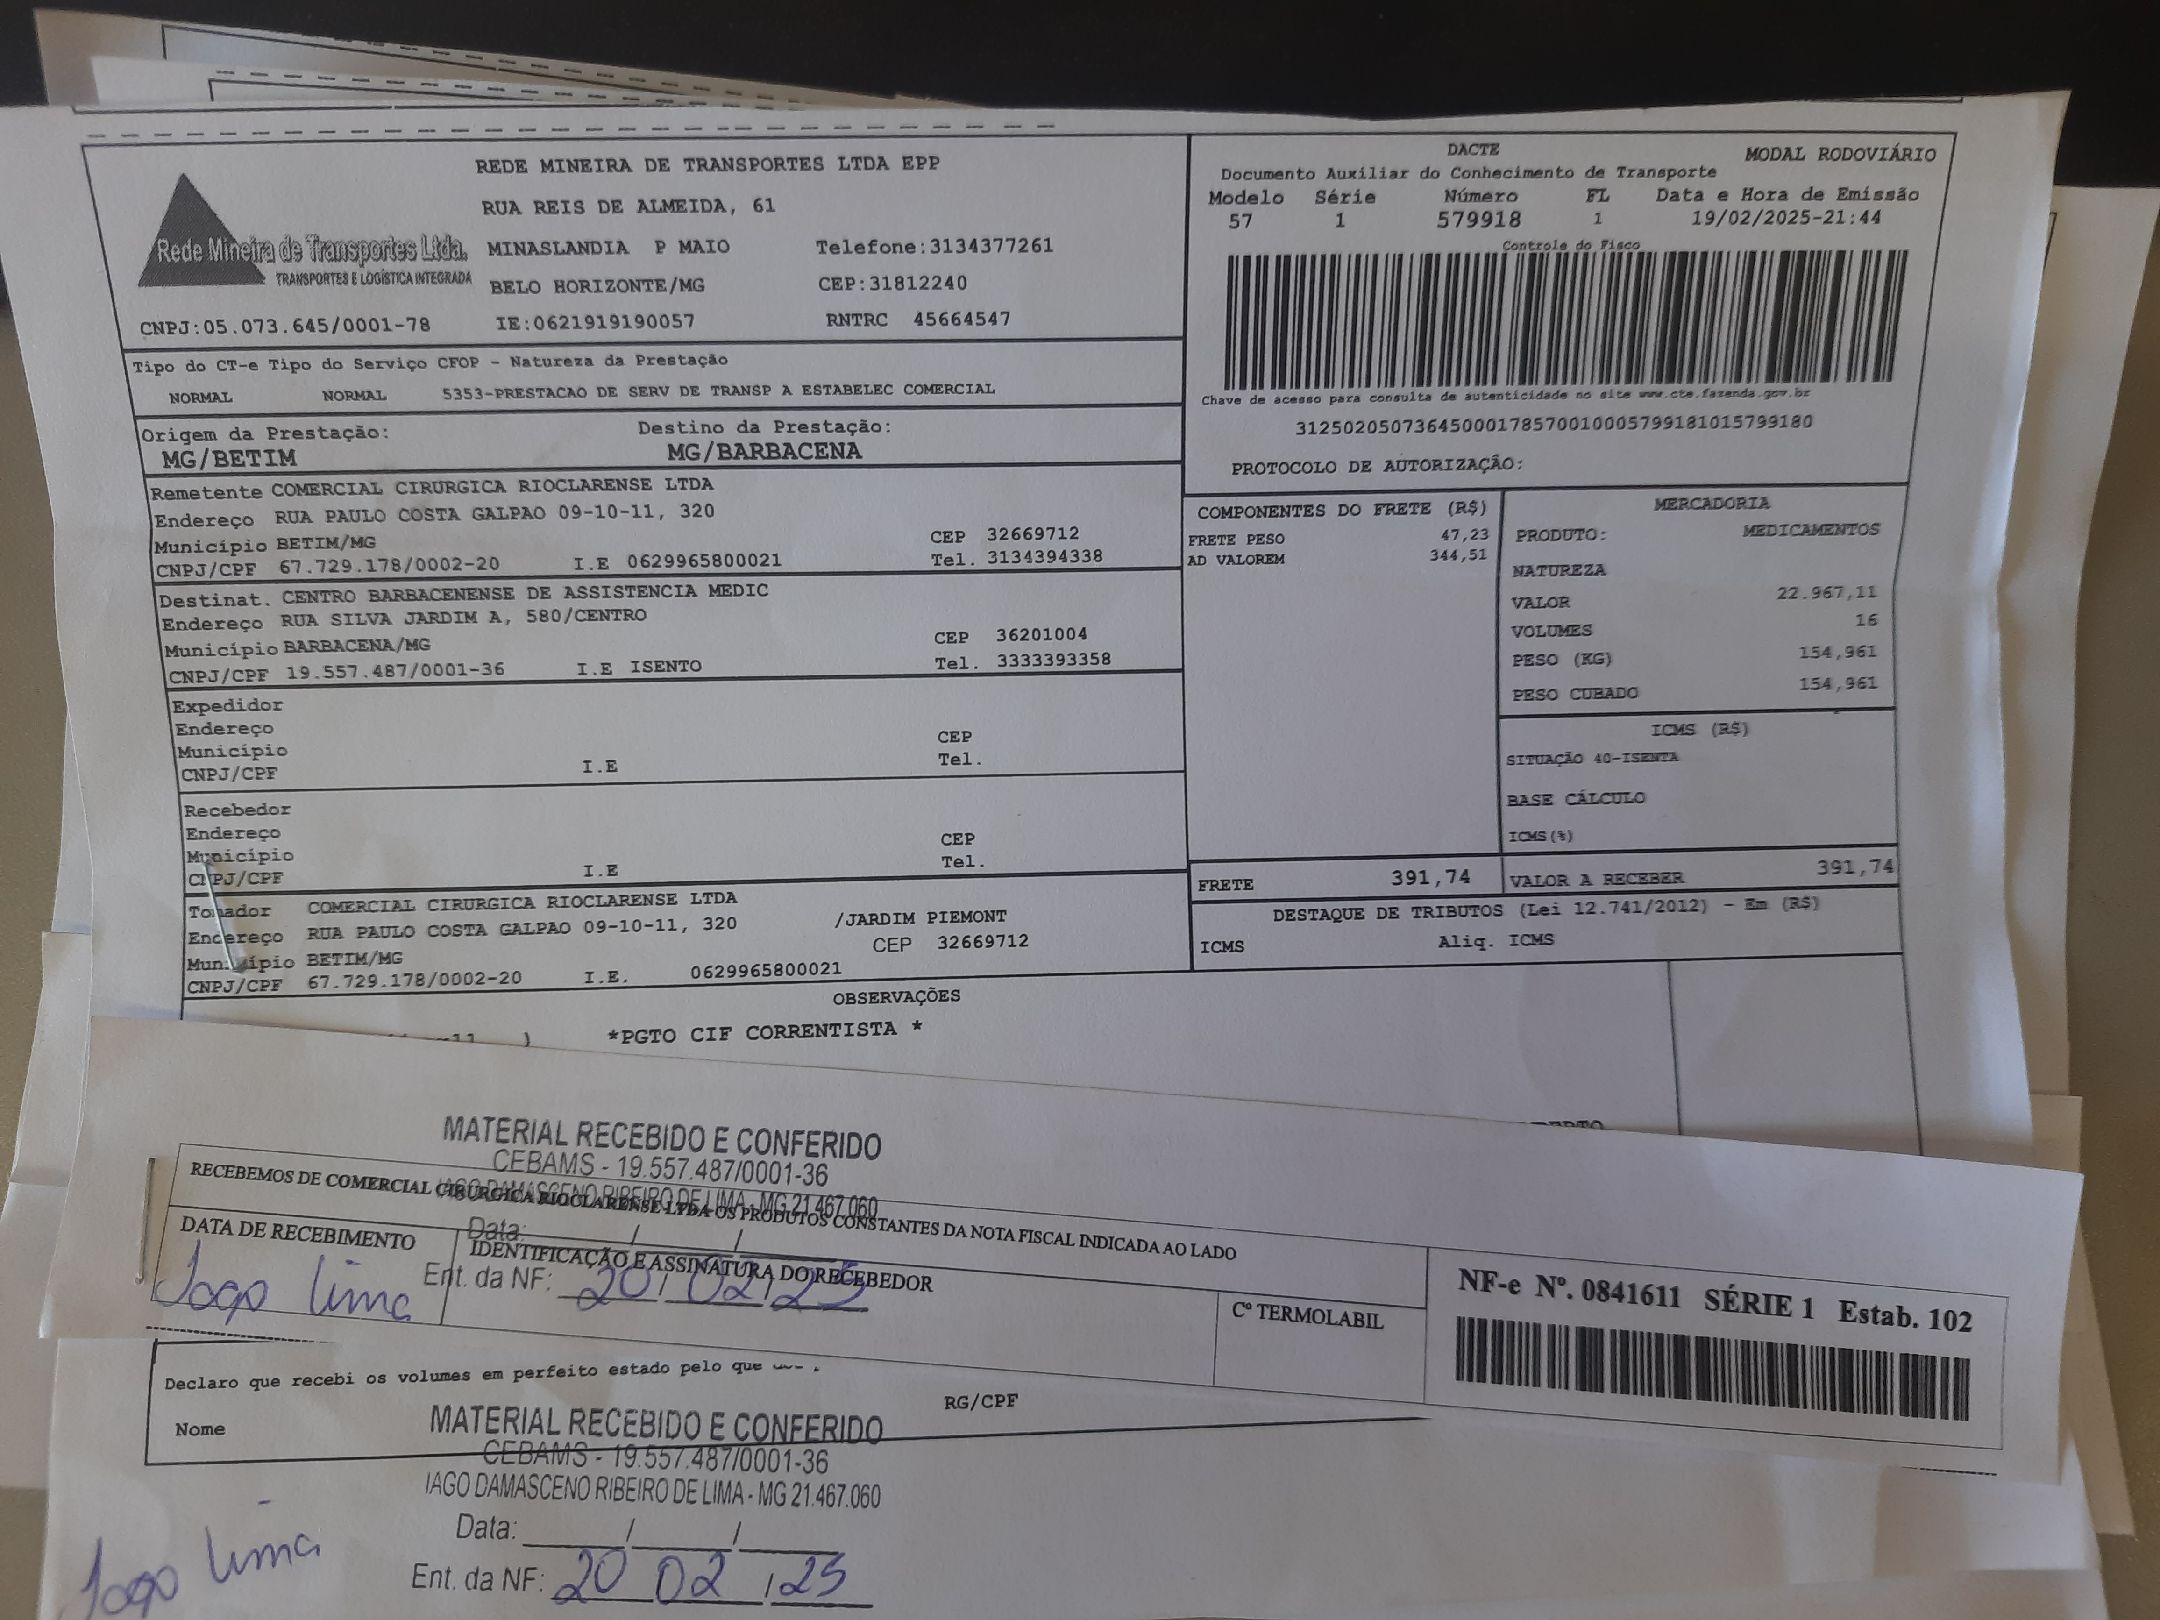 REDE MINEIRA DE TRANSPORTES LTDA EPP
RUA REIS DE ALMEIDA, 61
Rede Mineira de Transportes Ltda.
TRANSPORTES E LOGÍSTICA INTEGRADA
MINASLANDIA P MAIO Telefone:3134377261
BELO HORIZONTE/MG CEP:31812240
CNPJ:05.073.645/0001-78 IE:0621919190057 RNTRC 45664547
DACTE MODAL RODOVIÁRIO
Documento Auxiliar do Conhecimento de Transporte
Modelo Série Número FL Data e Hora de Emissão
57 1 579918 1 19/02/2025-21:44
Controle do Fisco
Chave de acesso para consulta de autenticidade no site www.cte.fazenda.gov.br
31250205073645000178570010005799181015799180
PROTOCOLO DE AUTORIZAÇÃO:
Tipo do CT-e Tipo do Serviço CFOP - Natureza da Prestação
NORMAL NORMAL 5353-PRESTACAO DE SERV DE TRANSP A ESTABELEC COMERCIAL
Origem da Prestação: Destino da Prestação:
MG/BETIM MG/BARBACENA
Remetente COMERCIAL CIRURGICA RIOCLARENSE LTDA
Endereço RUA PAULO COSTA GALPAO 09-10-11, 320
Município BETIM/MG CEP 32669712
CNPJ/CPF 67.729.178/0002-20 I.E 0629965800021 Tel. 3134394338
Destinat. CENTRO BARBACENENSE DE ASSISTENCIA MEDIC
Endereço RUA SILVA JARDIM A, 580/CENTRO
Município BARBACENA/MG CEP 36201004
CNPJ/CPF 19.557.487/0001-36 I.E ISENTO Tel. 3333393358
Expedidor
Endereço
Município CEP
CNPJ/CPF I.E Tel.
Recebedor
Endereço
Município CEP
CNPJ/CPF I.E Tel.
Tomador COMERCIAL CIRURGICA RIOCLARENSE LTDA
Endereço RUA PAULO COSTA GALPAO 09-10-11, 320 /JARDIM PIEMONT
Município BETIM/MG CEP 32669712
CNPJ/CPF 67.729.178/0002-20 I.E. 0629965800021
COMPONENTES DO FRETE (R$)
FRETE PESO 47,23
AD VALOREM 344,51
MERCADORIA
PRODUTO: MEDICAMENTOS
NATUREZA
VALOR 22.967,11
VOLUMES 16
PESO (KG) 154,961
PESO CUBADO 154,961
ICMS (R$)
SITUAÇÃO 40-ISENTA
BASE CÁLCULO
ICMS(%)
FRETE 391,74 VALOR A RECEBER 391,74
DESTAQUE DE TRIBUTOS (Lei 12.741/2012) - Em (R$)
ICMS Aliq. ICMS
OBSERVAÇÕES
*PGTO CIF CORRENTISTA *
MATERIAL RECEBIDO E CONFERIDO
CEBAMS - 19.557.487/0001-36
IAGO DAMASCENO RIBEIRO DE LIMA - MG 21.467.060
RECEBEMOS DE COMERCIAL CIRURGICA RIOCLARENSE LTDA OS PRODUTOS CONSTANTES DA NOTA FISCAL INDICADA AO LADO
Data: / /
DATA DE RECEBIMENTO IDENTIFICAÇÃO E ASSINATURA DO RECEBEDOR
Iago Lima Ent. da NF: 20/02/25
Cº TERMOLABIL
NF-e Nº. 0841611 SÉRIE 1 Estab. 102
Declaro que recebi os volumes em perfeito estado pelo que
Nome RG/CPF
MATERIAL RECEBIDO E CONFERIDO
CEBAMS - 19.557.487/0001-36
IAGO DAMASCENO RIBEIRO DE LIMA - MG 21.467.060
Data: / /
Iago Lima Ent. da NF: 20 02 /25